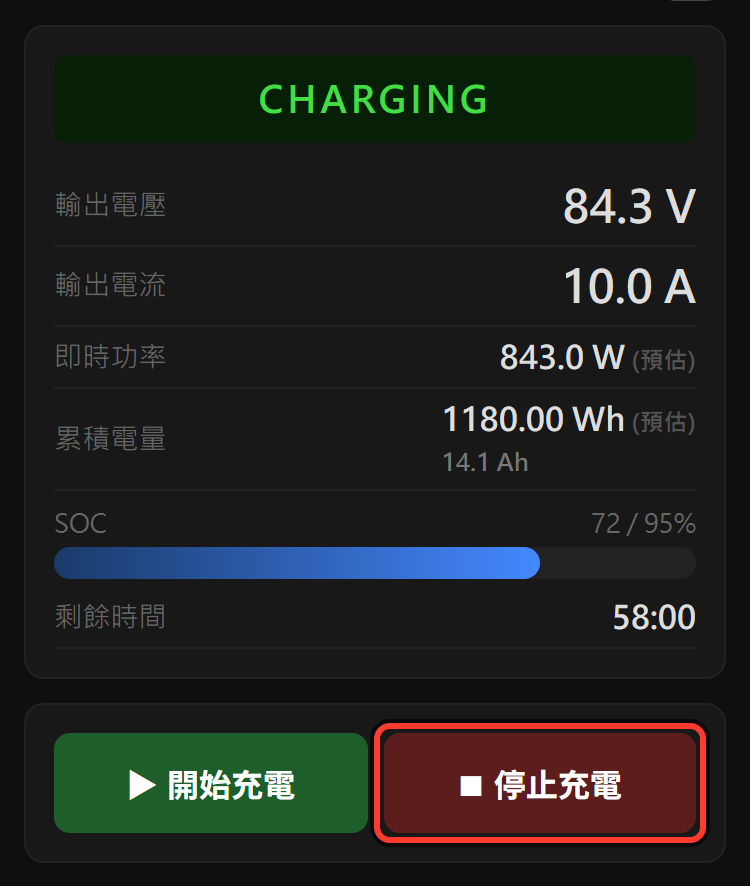 CHARGING
輸出電壓 84.3 V
輸出電流 10.0 A
即時功率 843.0 W (預估)
累積電量 1180.00 Wh (預估)
14.1 Ah
SOC 72 / 95%
剩餘時間 58:00
▶ 開始充電 ■ 停止充電